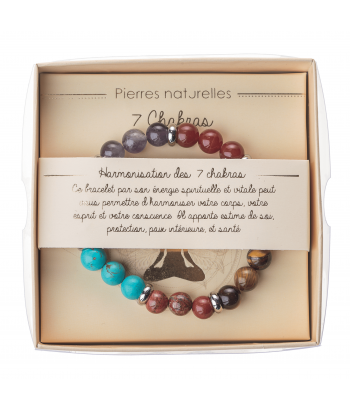 Pierres naturelles
7 Chakras
Harmonisation des 7 chakras
Ce bracelet par son énergie spirituelle et vitale peut
vous permettre d'harmoniser votre corps, votre
esprit et votre conscience. Il apporte estime de soi,
protection, paix intérieure, et santé